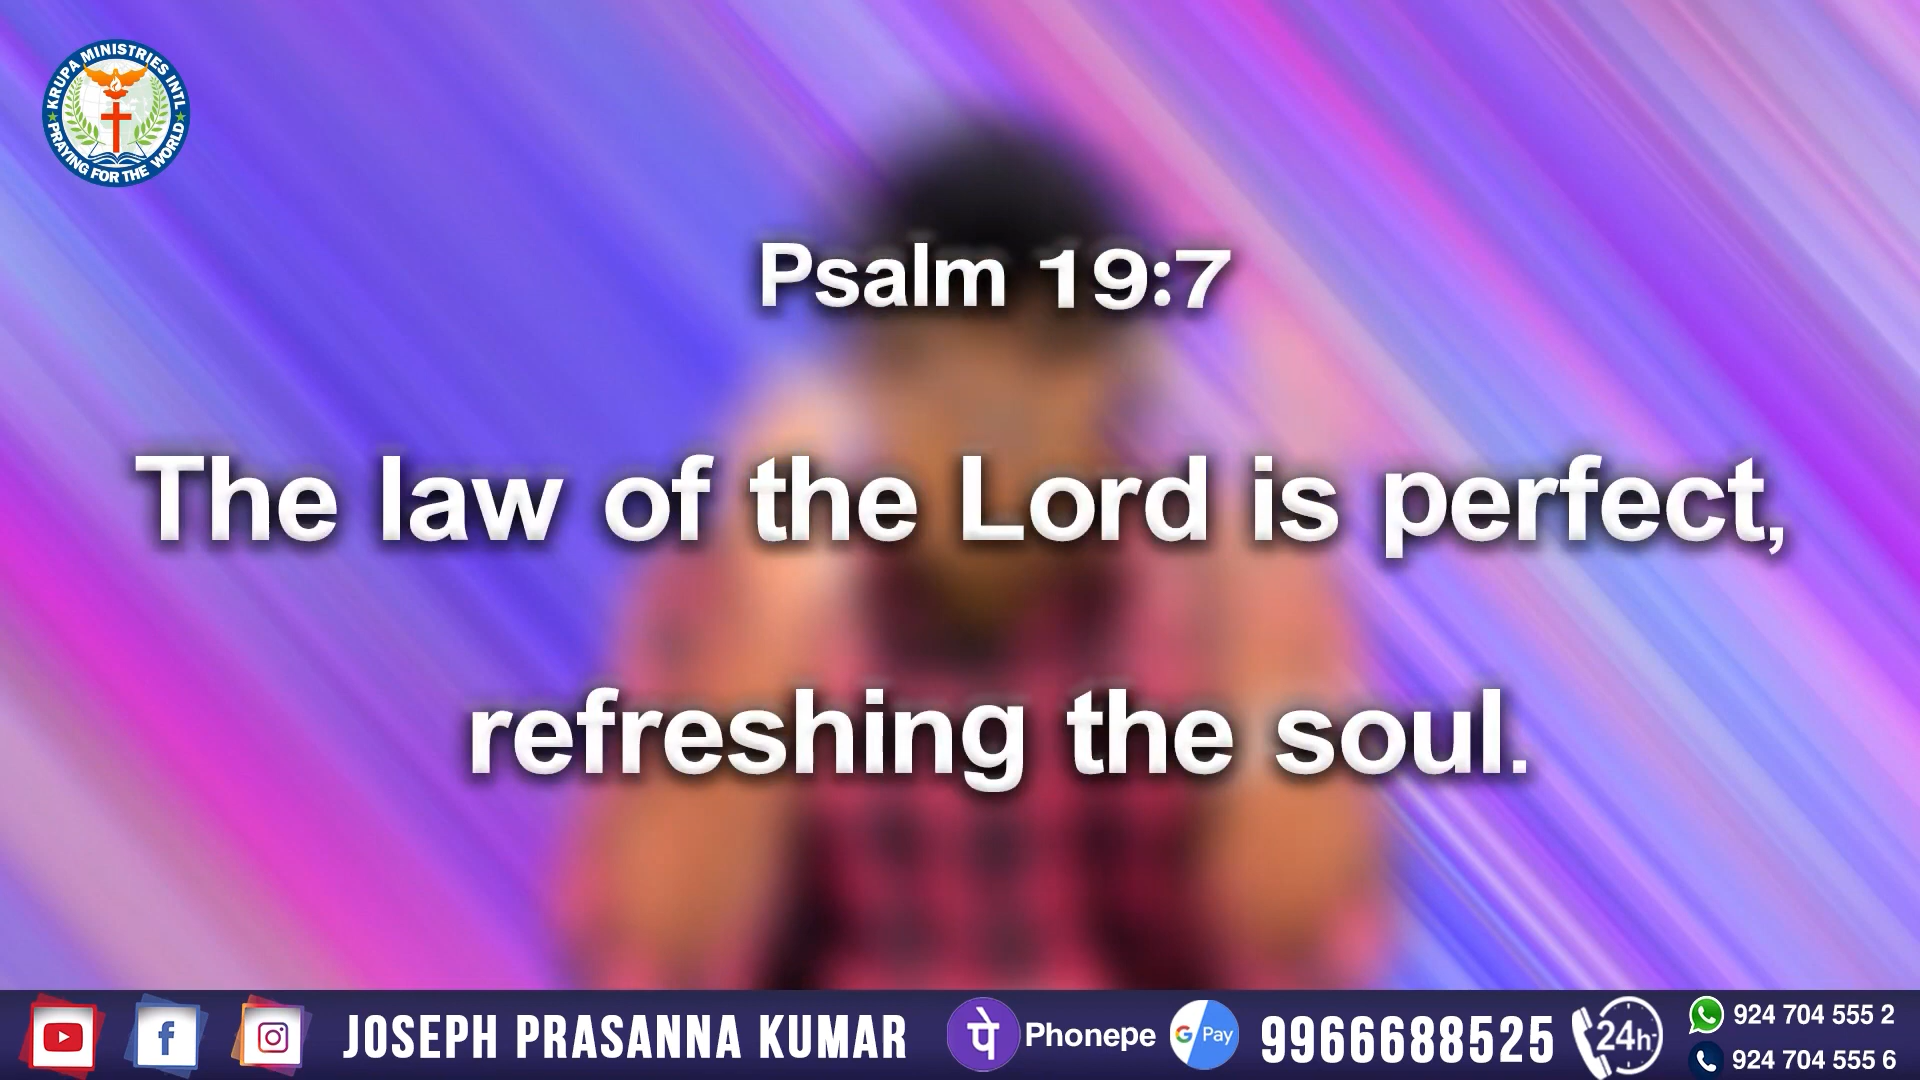 KRUPA MINISTRIES INTL
PRAYING FOR THE WORLD
Psalm 19:7
The law of the Lord is perfect,
refreshing the soul.
JOSEPH PRASANNA KUMAR
पे Phonepe
G Pay
9966688525
24h
924 704 555 2
924 704 555 6